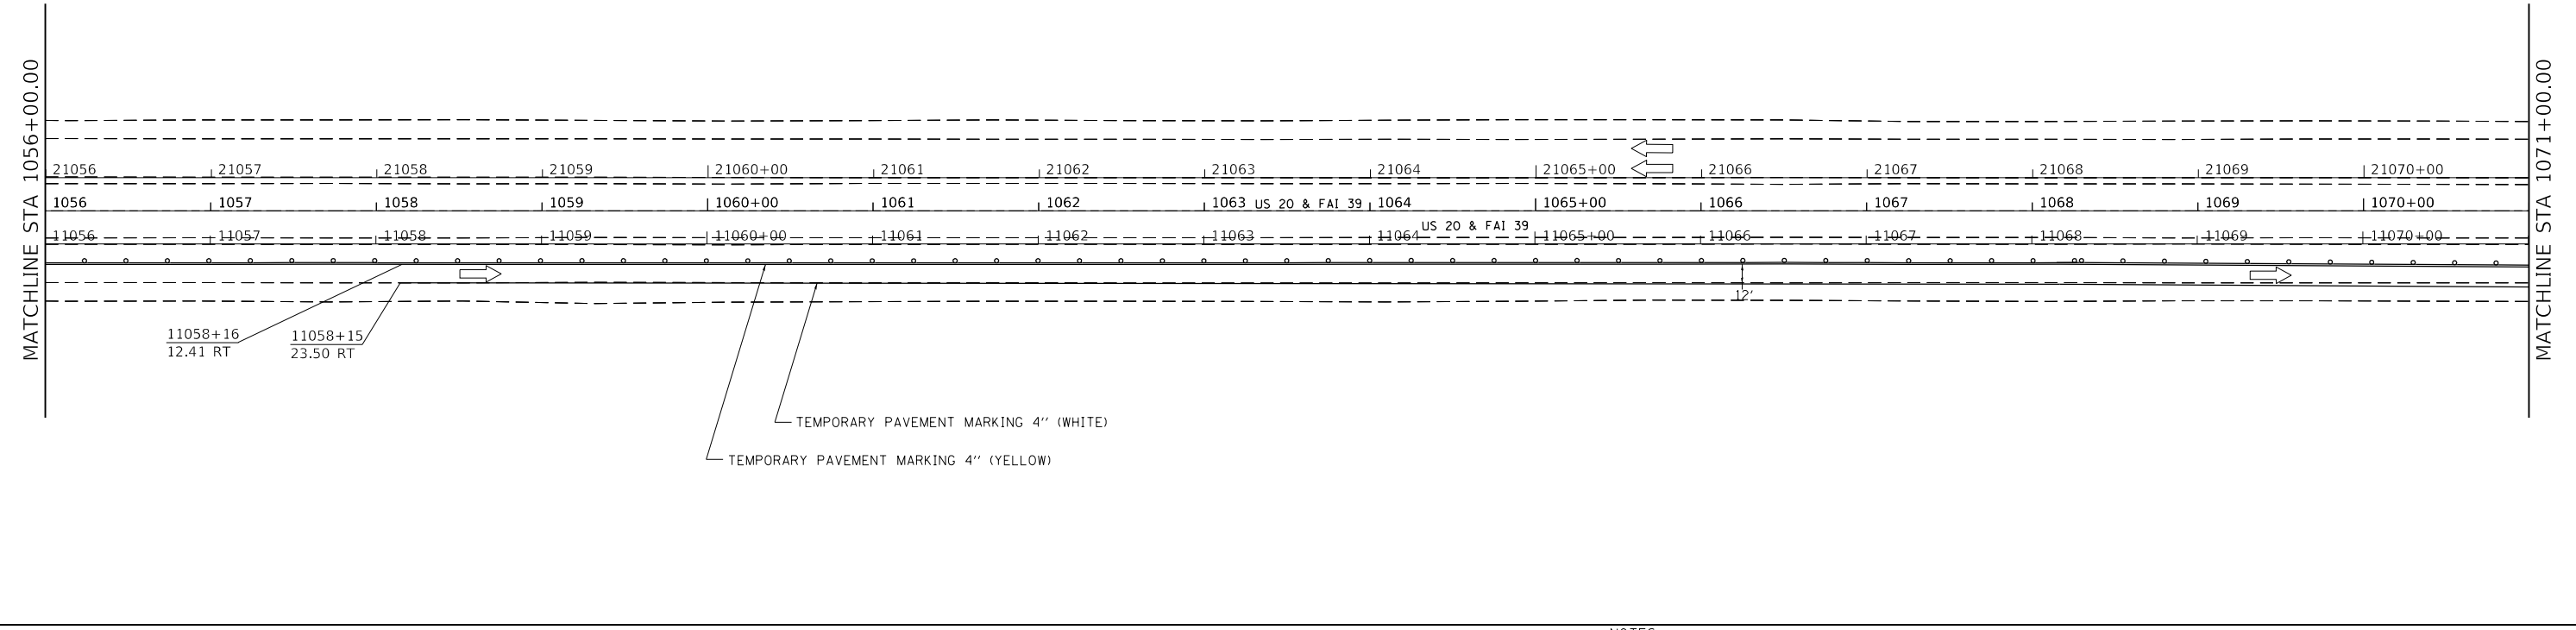 MATCHLINE STA 1056+00.00
21056 21057 21058 21059 21060+00 21061 21062 21063 21064 21065+00 21066 21067 21068 21069 21070+00
1056 1057 1058 1059 1060+00 1061 1062 1063 US 20 & FAI 39 1064 1065+00 1066 1067 1068 1069 1070+00
US 20 & FAI 39
11056 11057 11058 11059 11060+00 11061 11062 11063 11064 11065+00 11066 11067 11068 11069 11070+00
12'
11058+16
12.41 RT
11058+15
23.50 RT
TEMPORARY PAVEMENT MARKING 4'' (WHITE)
TEMPORARY PAVEMENT MARKING 4'' (YELLOW)
MATCHLINE STA 1071+00.00